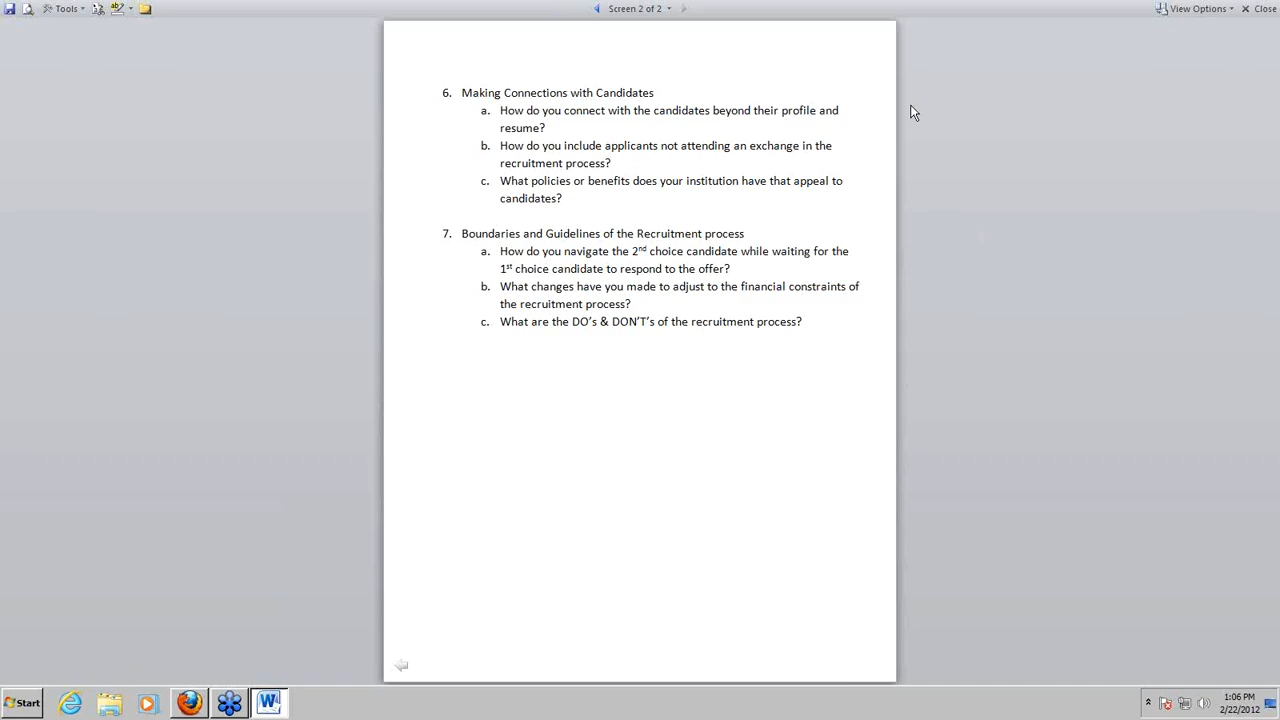 Tools
Screen 2 of 2
View Options
Close
6. Making Connections with Candidates
a. How do you connect with the candidates beyond their profile and
resume?
b. How do you include applicants not attending an exchange in the
recruitment process?
c. What policies or benefits does your institution have that appeal to
candidates?
7. Boundaries and Guidelines of the Recruitment process
a. How do you navigate the 2nd choice candidate while waiting for the
1st choice candidate to respond to the offer?
b. What changes have you made to adjust to the financial constraints of
the recruitment process?
c. What are the DO’s & DON’T’s of the recruitment process?
Start
1:06 PM
2/22/2012